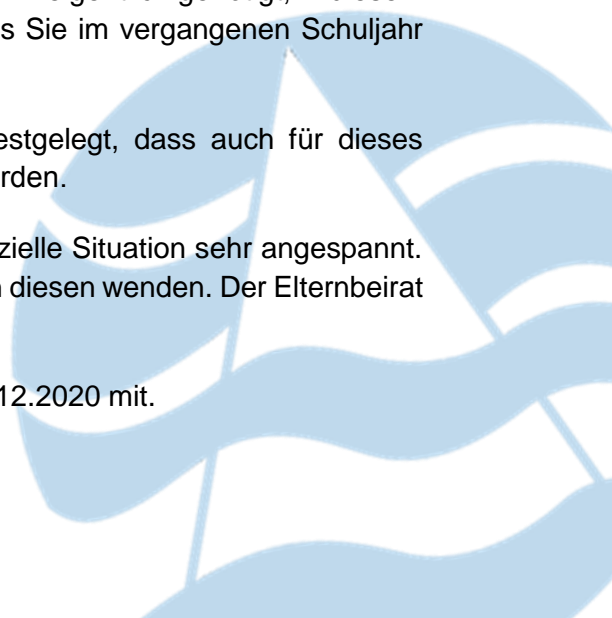 s Sie im vergangenen Schuljahr
estgelegt, dass auch für dieses
rden.
zielle Situation sehr angespannt.
n diesen wenden. Der Elternbeirat
12.2020 mit.